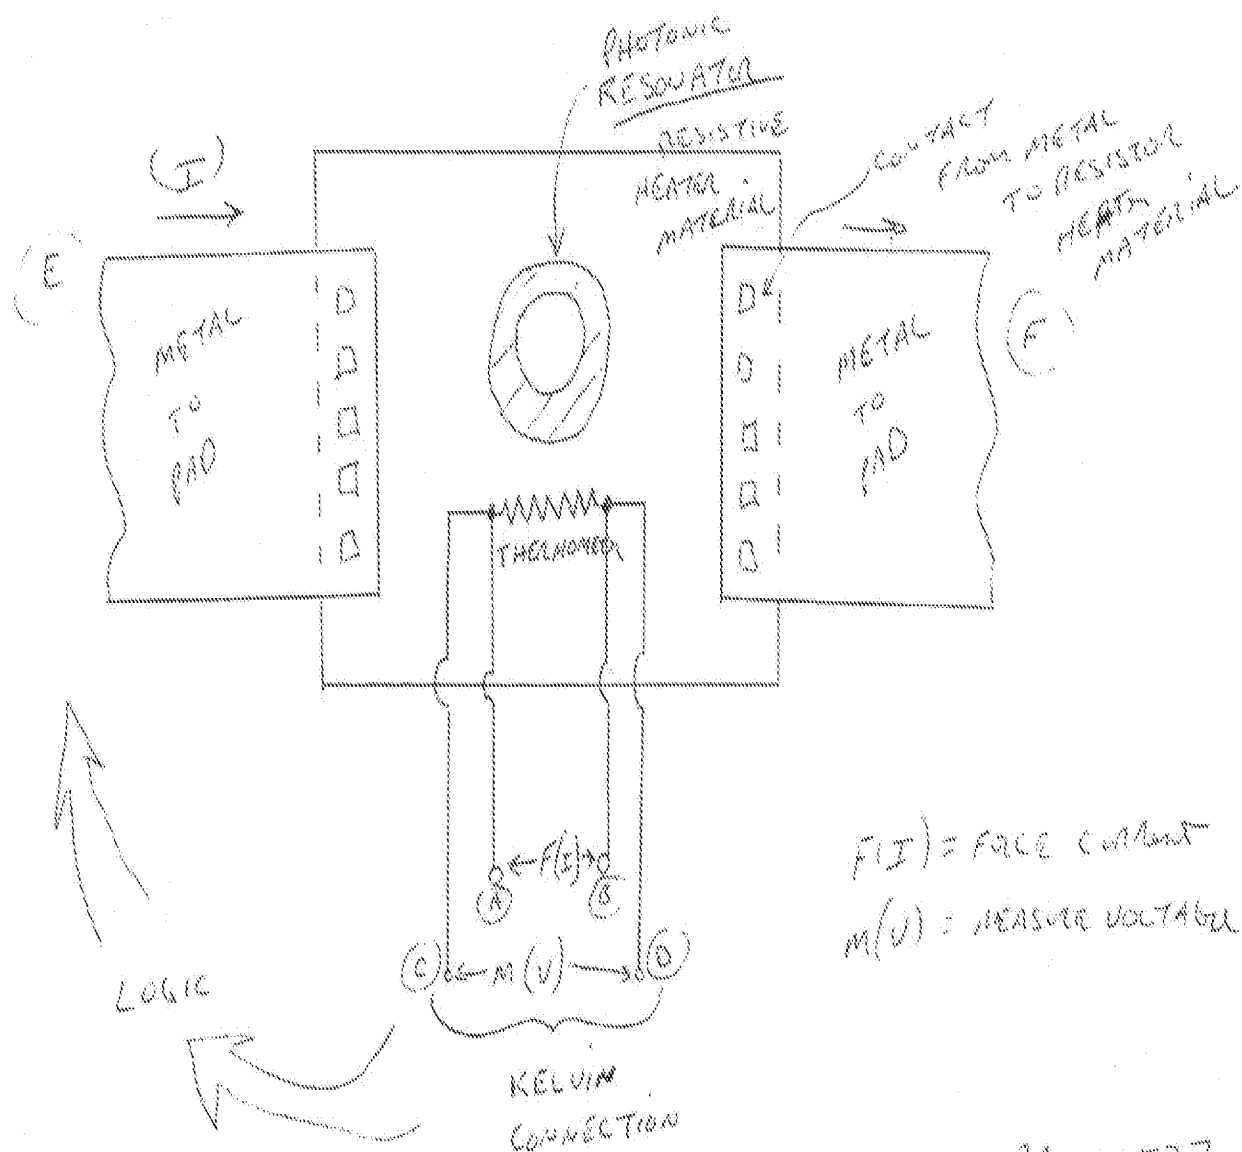 PHOTONIC
RESONATOR
RESISTIVE
HEATER
MATERIAL
CONTACT
FROM METAL
TO RESISTOR
HEATER
MATERIAL
(I)
(E)
METAL
TO
PAD
METAL
TO
PAD
(F)
THERMOMETER
A
←F(I)→
B
C
←M(V)→
D
F(I) = FORCE CURRENT
M(V) = MEASURE VOLTAGE
LOGIC
KELVIN
CONNECTION